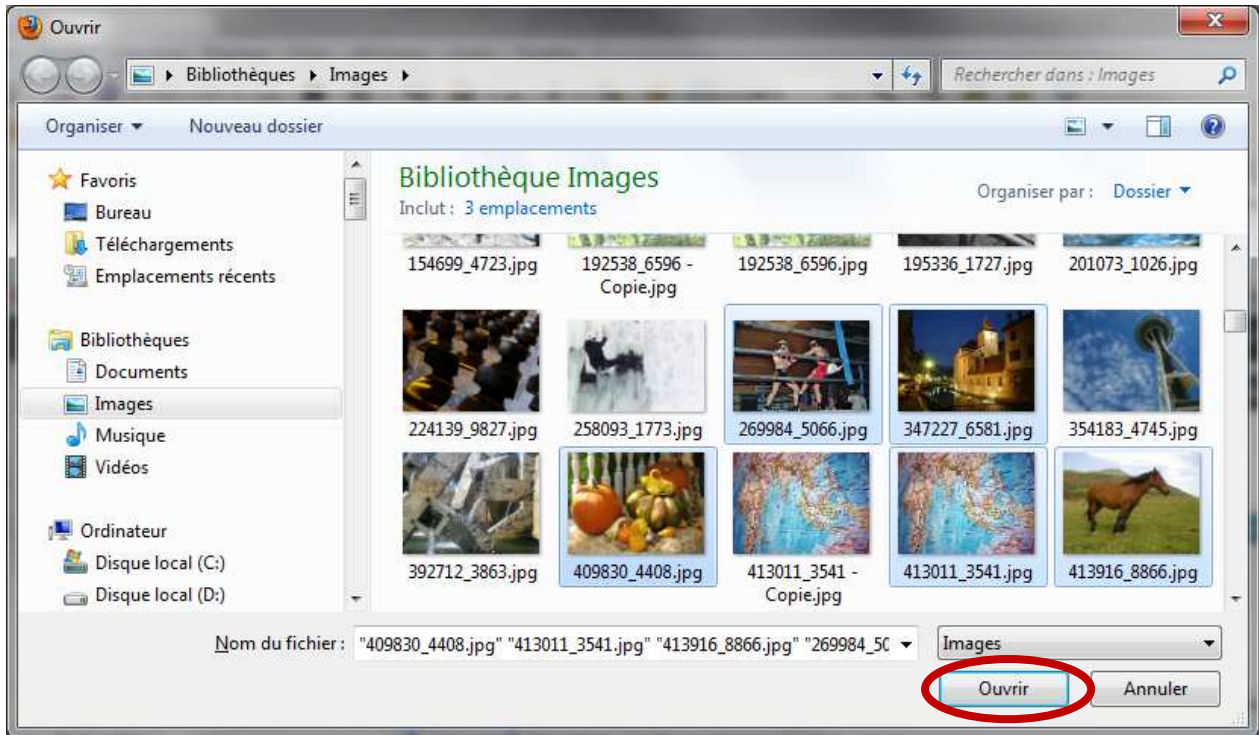 Ouvrir
Bibliothèques Images
Rechercher dans : Images
Organiser Nouveau dossier
Favoris
Bureau
Téléchargements
Emplacements récents
Bibliothèques
Documents
Images
Musique
Vidéos
Ordinateur
Disque local (C:)
Disque local (D:)
Bibliothèque Images
Inclut : 3 emplacements
Organiser par : Dossier
154699_4723.jpg
192538_6596 -
Copie.jpg
192538_6596.jpg
195336_1727.jpg
201073_1026.jpg
224139_9827.jpg
258093_1773.jpg
269984_5066.jpg
347227_6581.jpg
354183_4745.jpg
392712_3863.jpg
409830_4408.jpg
413011_3541 -
Copie.jpg
413011_3541.jpg
413916_8866.jpg
Nom du fichier : "409830_4408.jpg" "413011_3541.jpg" "413916_8866.jpg" "269984_50
Images
Ouvrir
Annuler